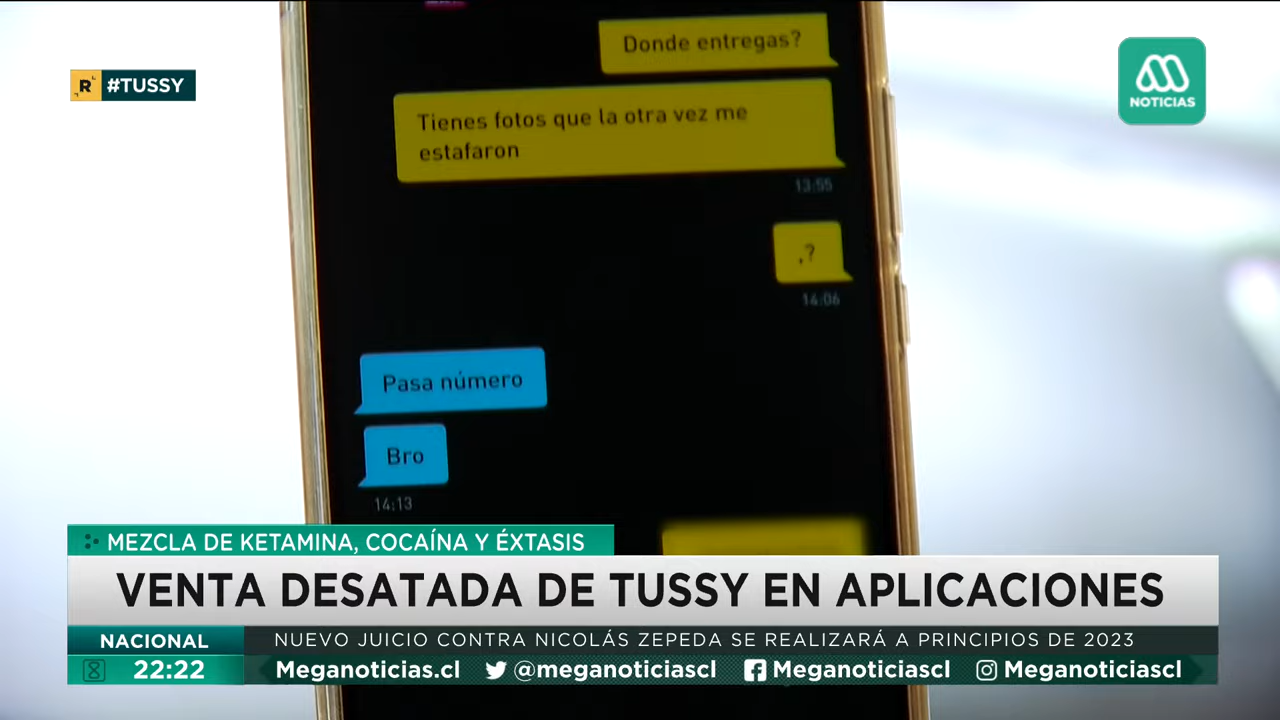 Donde entregas?
R #TUSSY
NOTICIAS
Tienes fotos que la otra vez me
estafaron
13:55
,?
14:06
Pasa número
Bro
14:13
MEZCLA DE KETAMINA, COCAÍNA Y ÉXTASIS
VENTA DESATADA DE TUSSY EN APLICACIONES
NACIONAL
NUEVO JUICIO CONTRA NICOLÁS ZEPEDA SE REALIZARÁ A PRINCIPIOS DE 2023
22:22
Meganoticias.cl @meganoticiascl Meganoticiascl Meganoticiascl